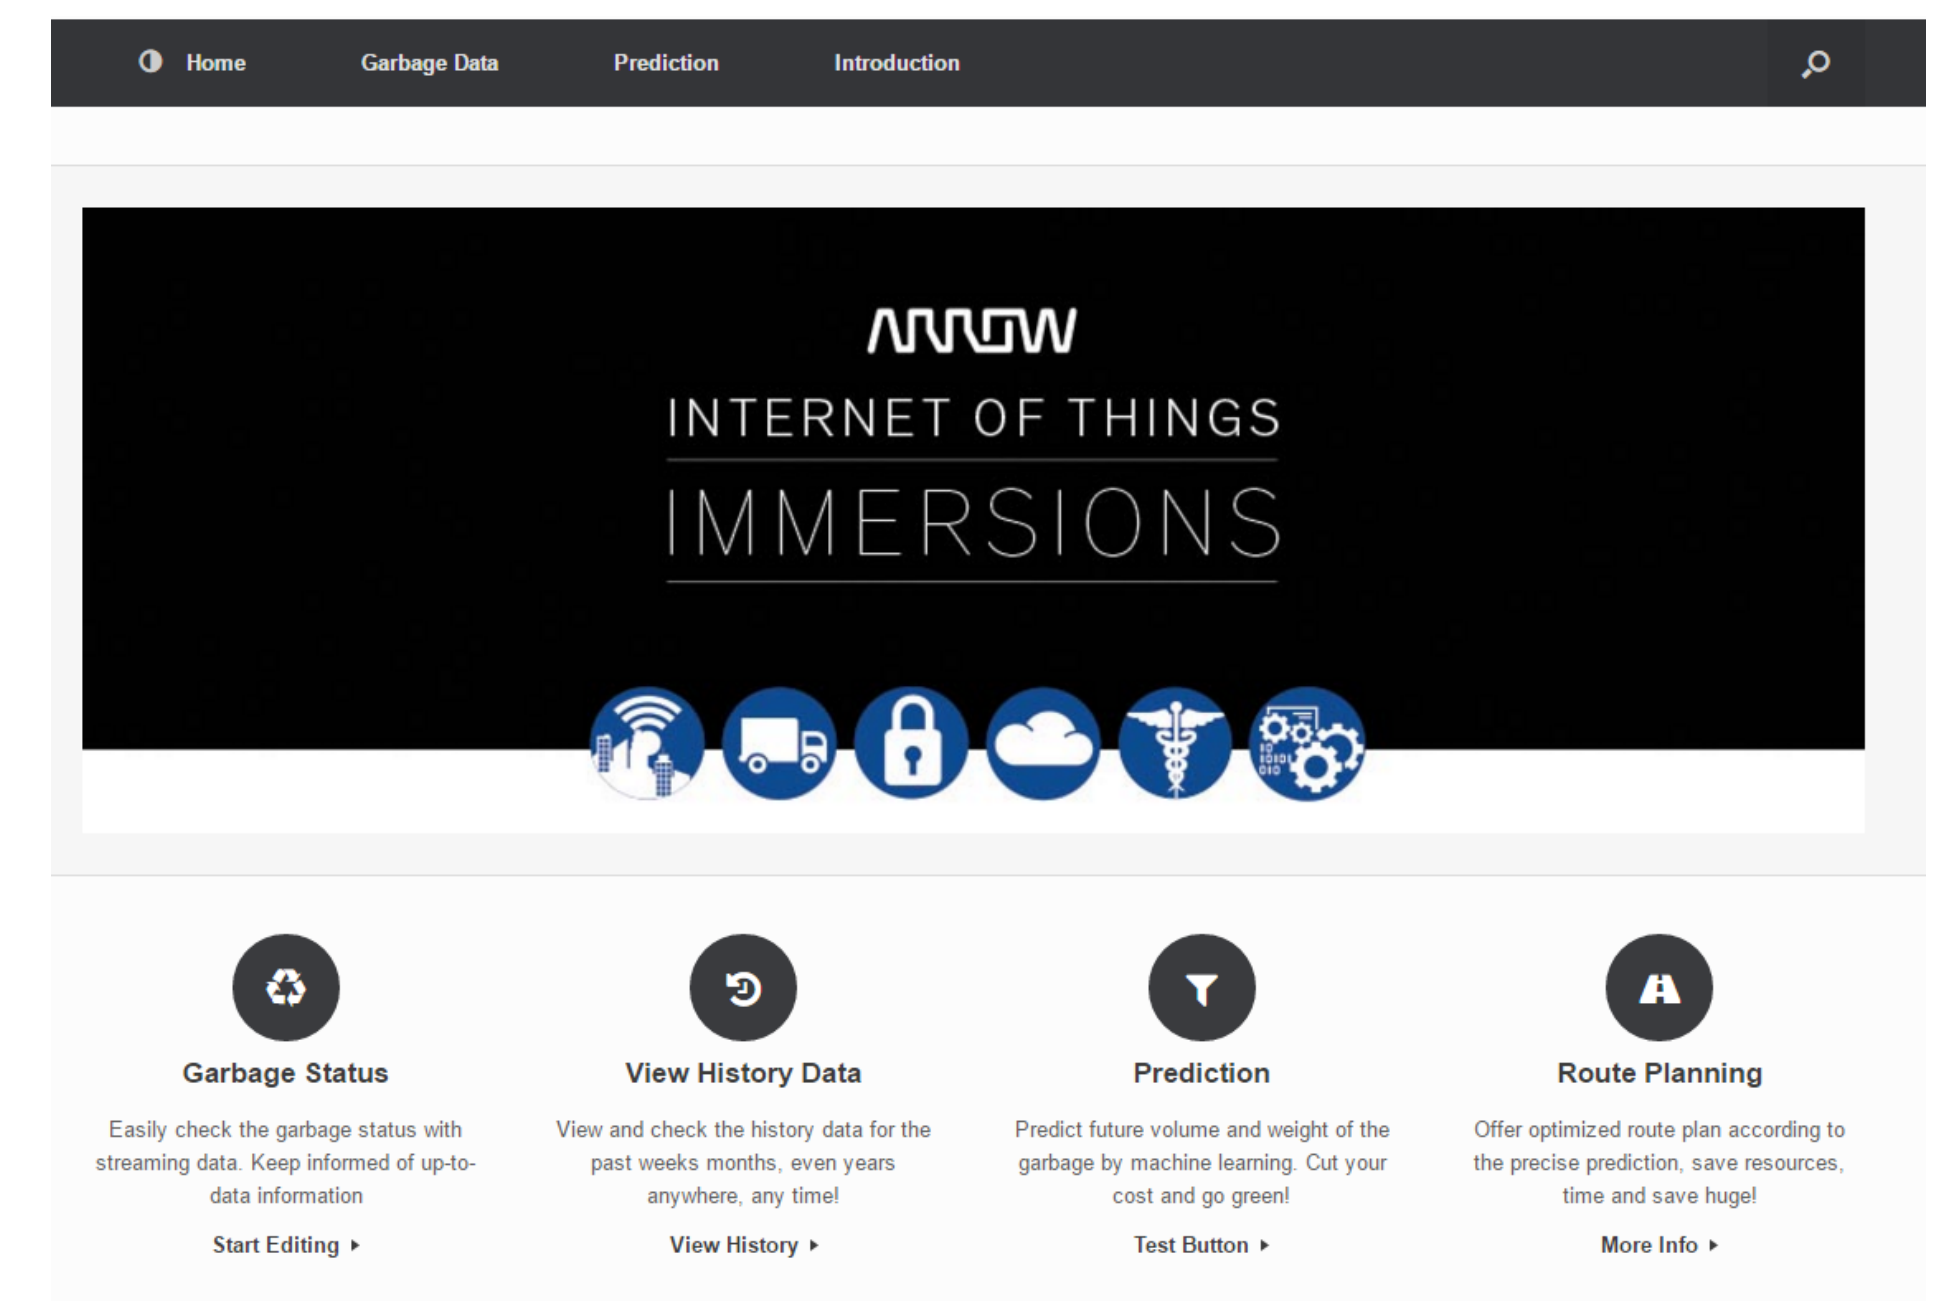 Home Garbage Data Prediction Introduction
ARROW
INTERNET OF THINGS
IMMERSIONS
10
10101
010
Garbage Status
Easily check the garbage status with
streaming data. Keep informed of up-to-
data information
Start Editing
View History Data
View and check the history data for the
past weeks months, even years
anywhere, any time!
View History
Prediction
Predict future volume and weight of the
garbage by machine learning. Cut your
cost and go green!
Test Button
Route Planning
Offer optimized route plan according to
the precise prediction, save resources,
time and save huge!
More Info